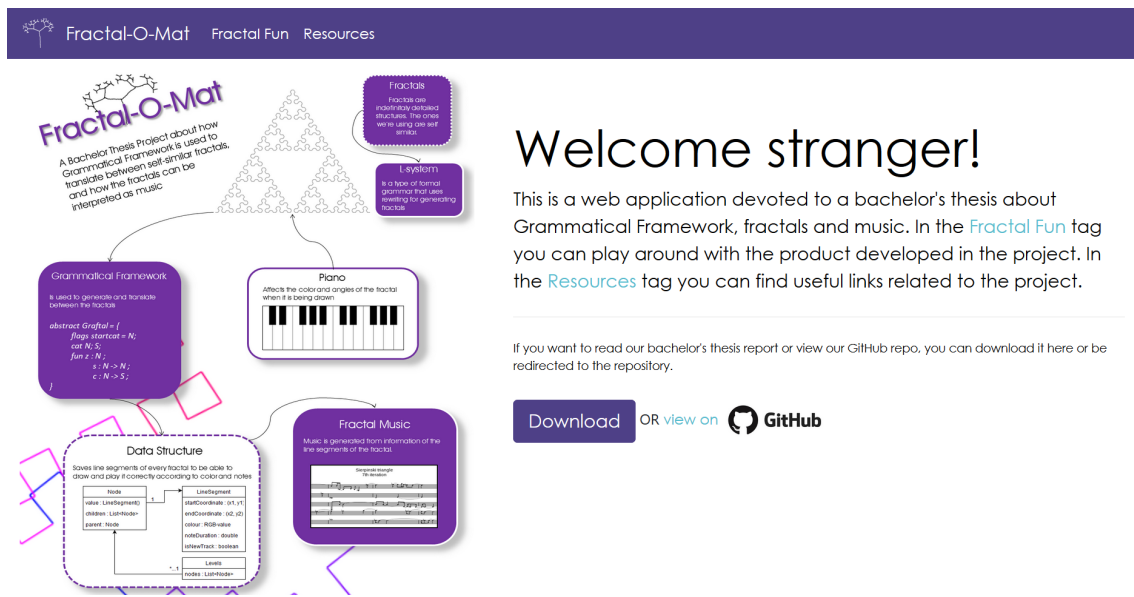 Fractal-O-Mat Fractal Fun Resources
Fractal-O-Mat
A Bachelor Thesis Project about how
Grammatical Framework is used to
translate between self-similar fractals,
and how the fractals can be
interpreted as music
Fractals
Fractals are
indefinitely detailed
structures. The ones
we're using are self
similar.
L-system
Is a type of formal
grammar that uses
rewriting for generating
fractals
Grammatical Framework
Is used to generate and translate
between the fractals
abstract Graftal = {
flags startcat = N;
cat N; S;
fun z : N ;
s : N -> N ;
c : N -> S ;
}
Piano
Affects the color and angles of the fractal
when it is being drawn
Data Structure
Saves line segments of every fractal to be able to
draw and play it correctly according to color and notes
Node
value : LineSegment()
children : List<Node>
parent : Node
1
LineSegment
startCoordinate : (x1, y1;
endCoordinate : (x2, y2)
colour : RGB-value
noteDuration : double
isNewTrack : boolean
*...1
Levels
nodes : List<Node>
Fractal Music
Music is generated from information of the
line segments of the fractal.
Sierpinski triangle
7th iteration
Welcome stranger!
This is a web application devoted to a bachelor's thesis about
Grammatical Framework, fractals and music. In the Fractal Fun tag
you can play around with the product developed in the project. In
the Resources tag you can find useful links related to the project.
If you want to read our bachelor's thesis report or view our GitHub repo, you can download it here or be
redirected to the repository.
Download OR view on GitHub